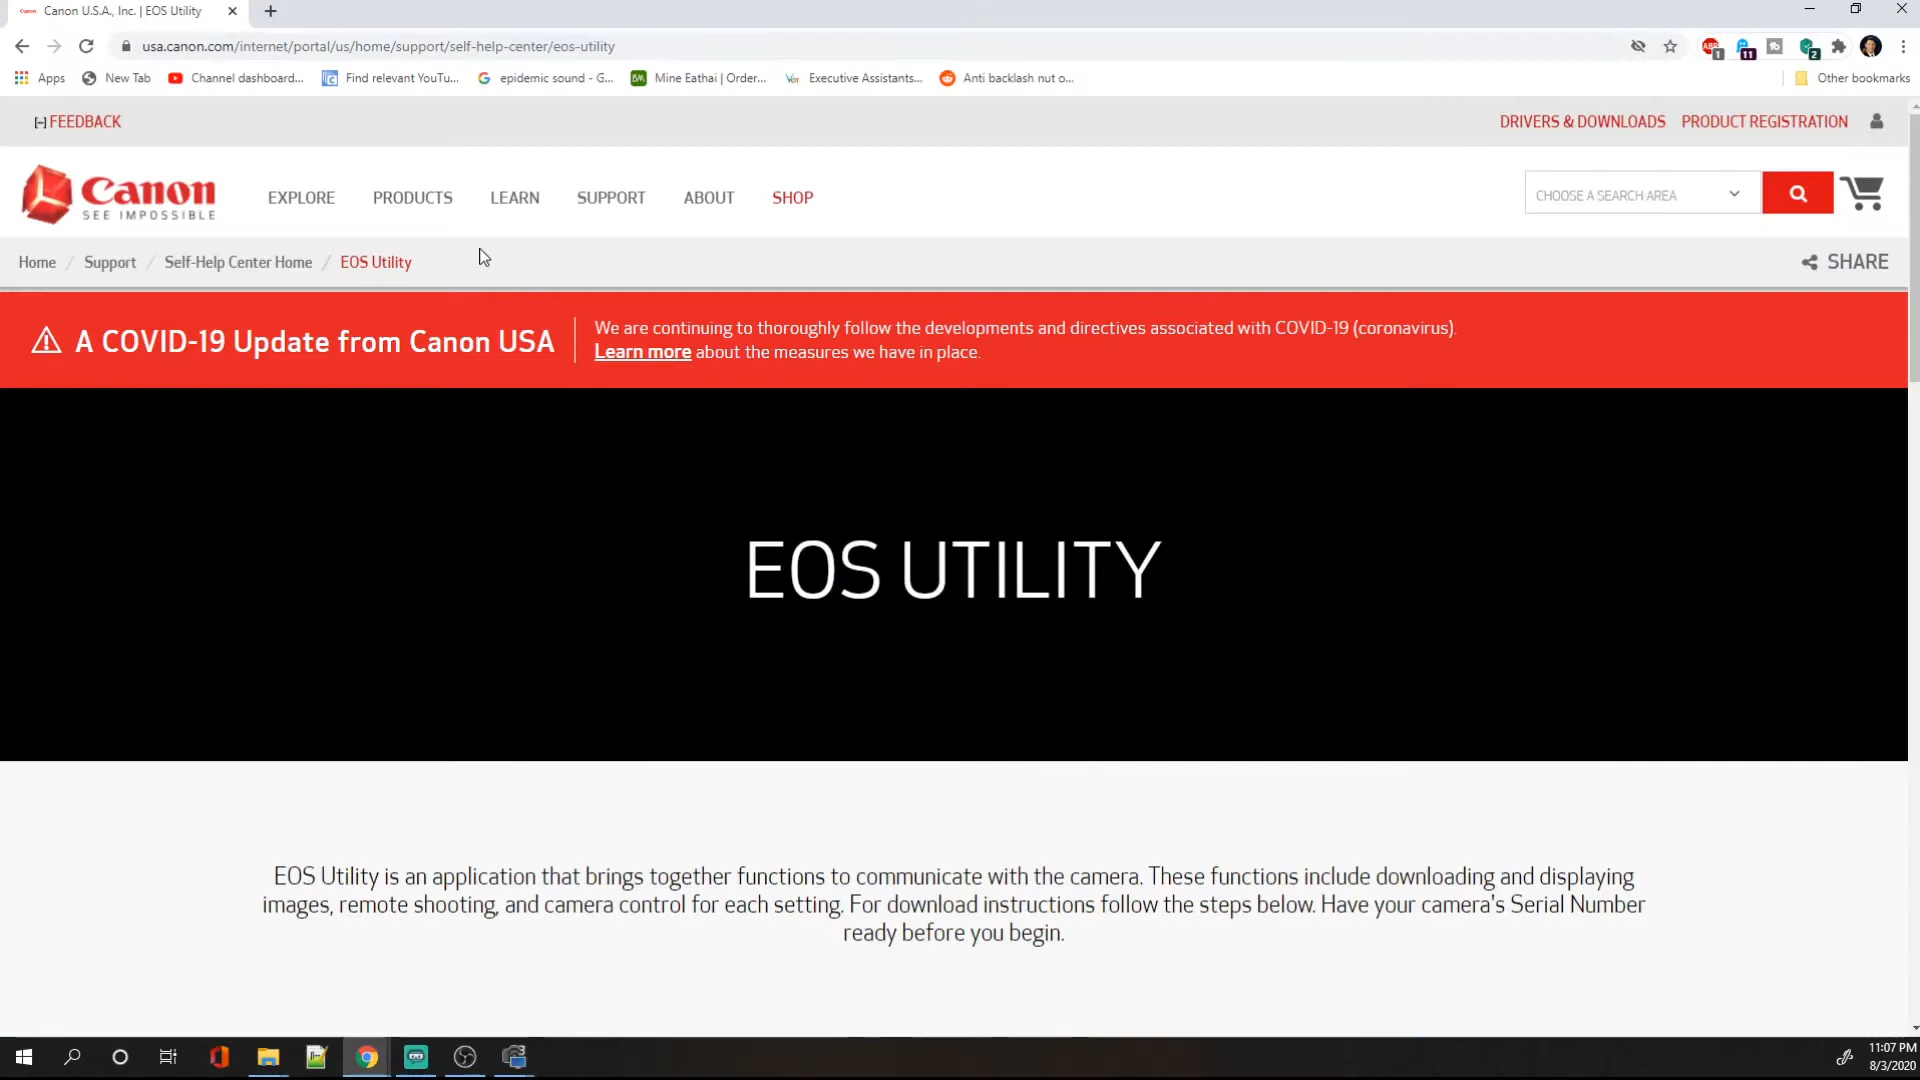 Canon U.S.A., Inc. | EOS Utility
usa.canon.com/internet/portal/us/home/support/self-help-center/eos-utility
Apps
New Tab
Channel dashboard...
Find relevant YouTu...
epidemic sound - G...
Mine Eathai | Order...
Executive Assistants...
Anti backlash nut o...
Other bookmarks
[-] FEEDBACK
DRIVERS & DOWNLOADS
PRODUCT REGISTRATION
Canon
SEE IMPOSSIBLE
EXPLORE
PRODUCTS
LEARN
SUPPORT
ABOUT
SHOP
CHOOSE A SEARCH AREA
Home / Support / Self-Help Center Home / EOS Utility
SHARE
A COVID-19 Update from Canon USA
We are continuing to thoroughly follow the developments and directives associated with COVID-19 (coronavirus).
Learn more about the measures we have in place.
EOS UTILITY
EOS Utility is an application that brings together functions to communicate with the camera. These functions include downloading and displaying
images, remote shooting, and camera control for each setting. For download instructions follow the steps below. Have your camera's Serial Number
ready before you begin.
11:07 PM
8/3/2020